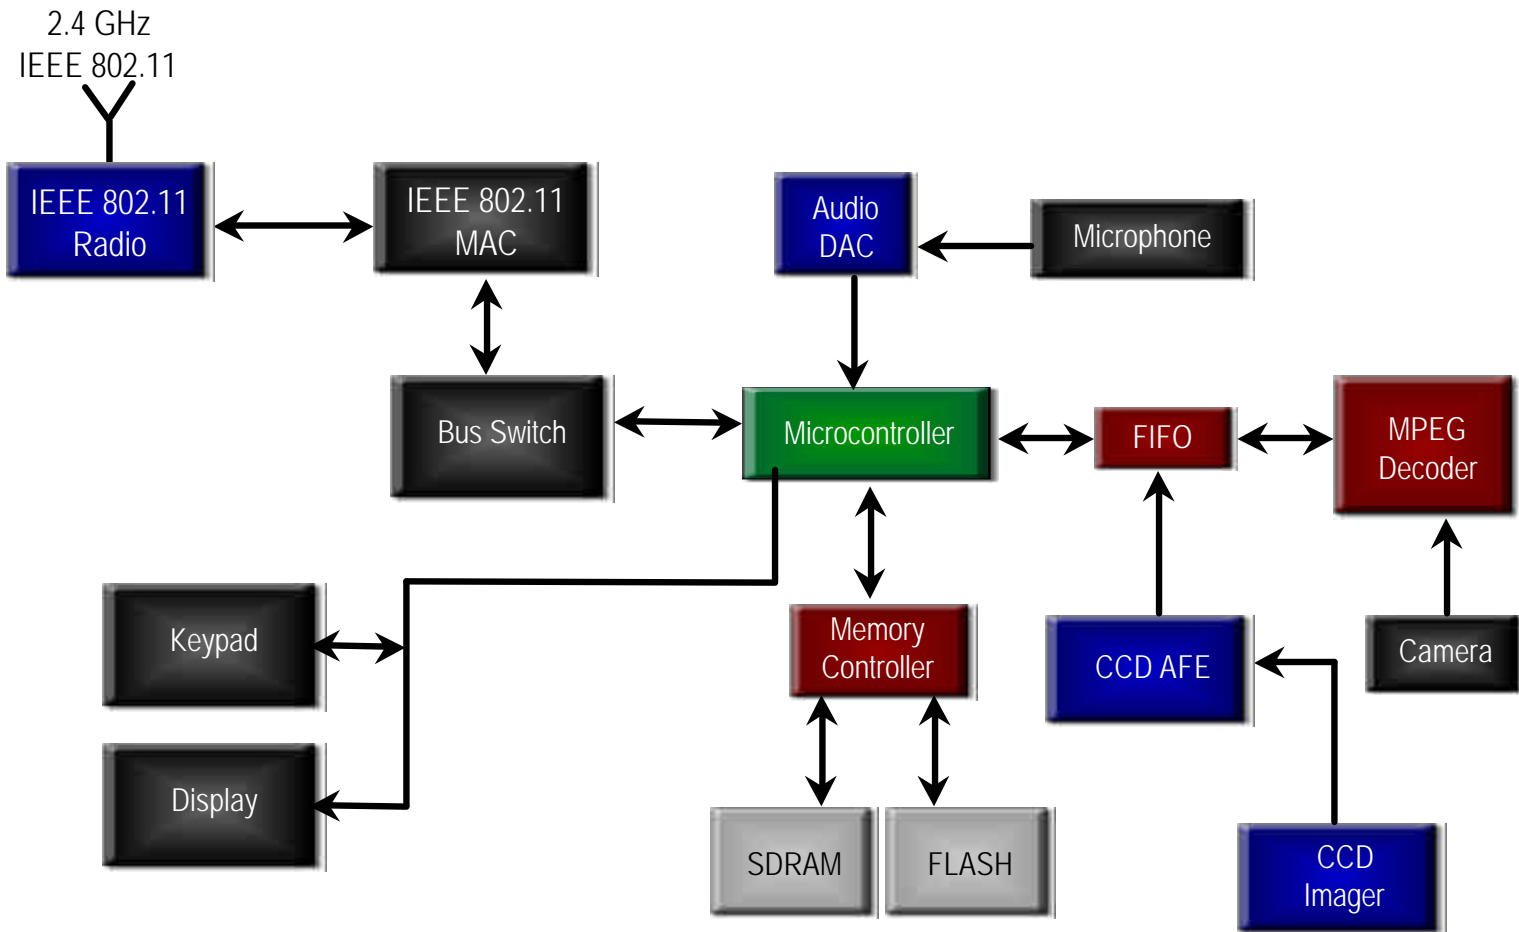 2.4 GHz
IEEE 802.11
IEEE 802.11
Radio
IEEE 802.11
MAC
Audio
DAC
Microphone
Bus Switch
Microcontroller
FIFO
MPEG
Decoder
Keypad
Memory
Controller
CCD AFE
Camera
Display
SDRAM
FLASH
CCD
Imager